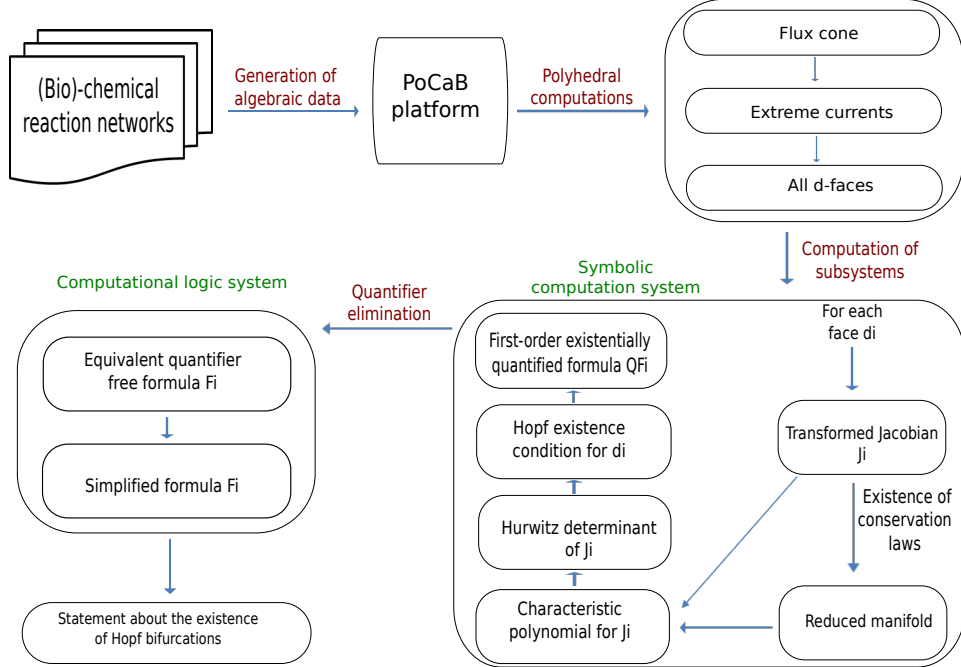 (Bio)-chemical
reaction networks
Generation of
algebraic data
PoCaB
platform
Polyhedral
computations
Flux cone
Extreme currents
All d-faces
Computation of
subsystems
Symbolic
computation system
For each
face di
Transformed Jacobian
Ji
Existence of
conservation
laws
Reduced manifold
Characteristic
polynomial for Ji
Hurwitz determinant
of Ji
Hopf existence
condition for di
First-order existentially
quantified formula QFi
Quantifier
elimination
Computational logic system
Equivalent quantifier
free formula Fi
Simplified formula Fi
Statement about the existence
of Hopf bifurcations